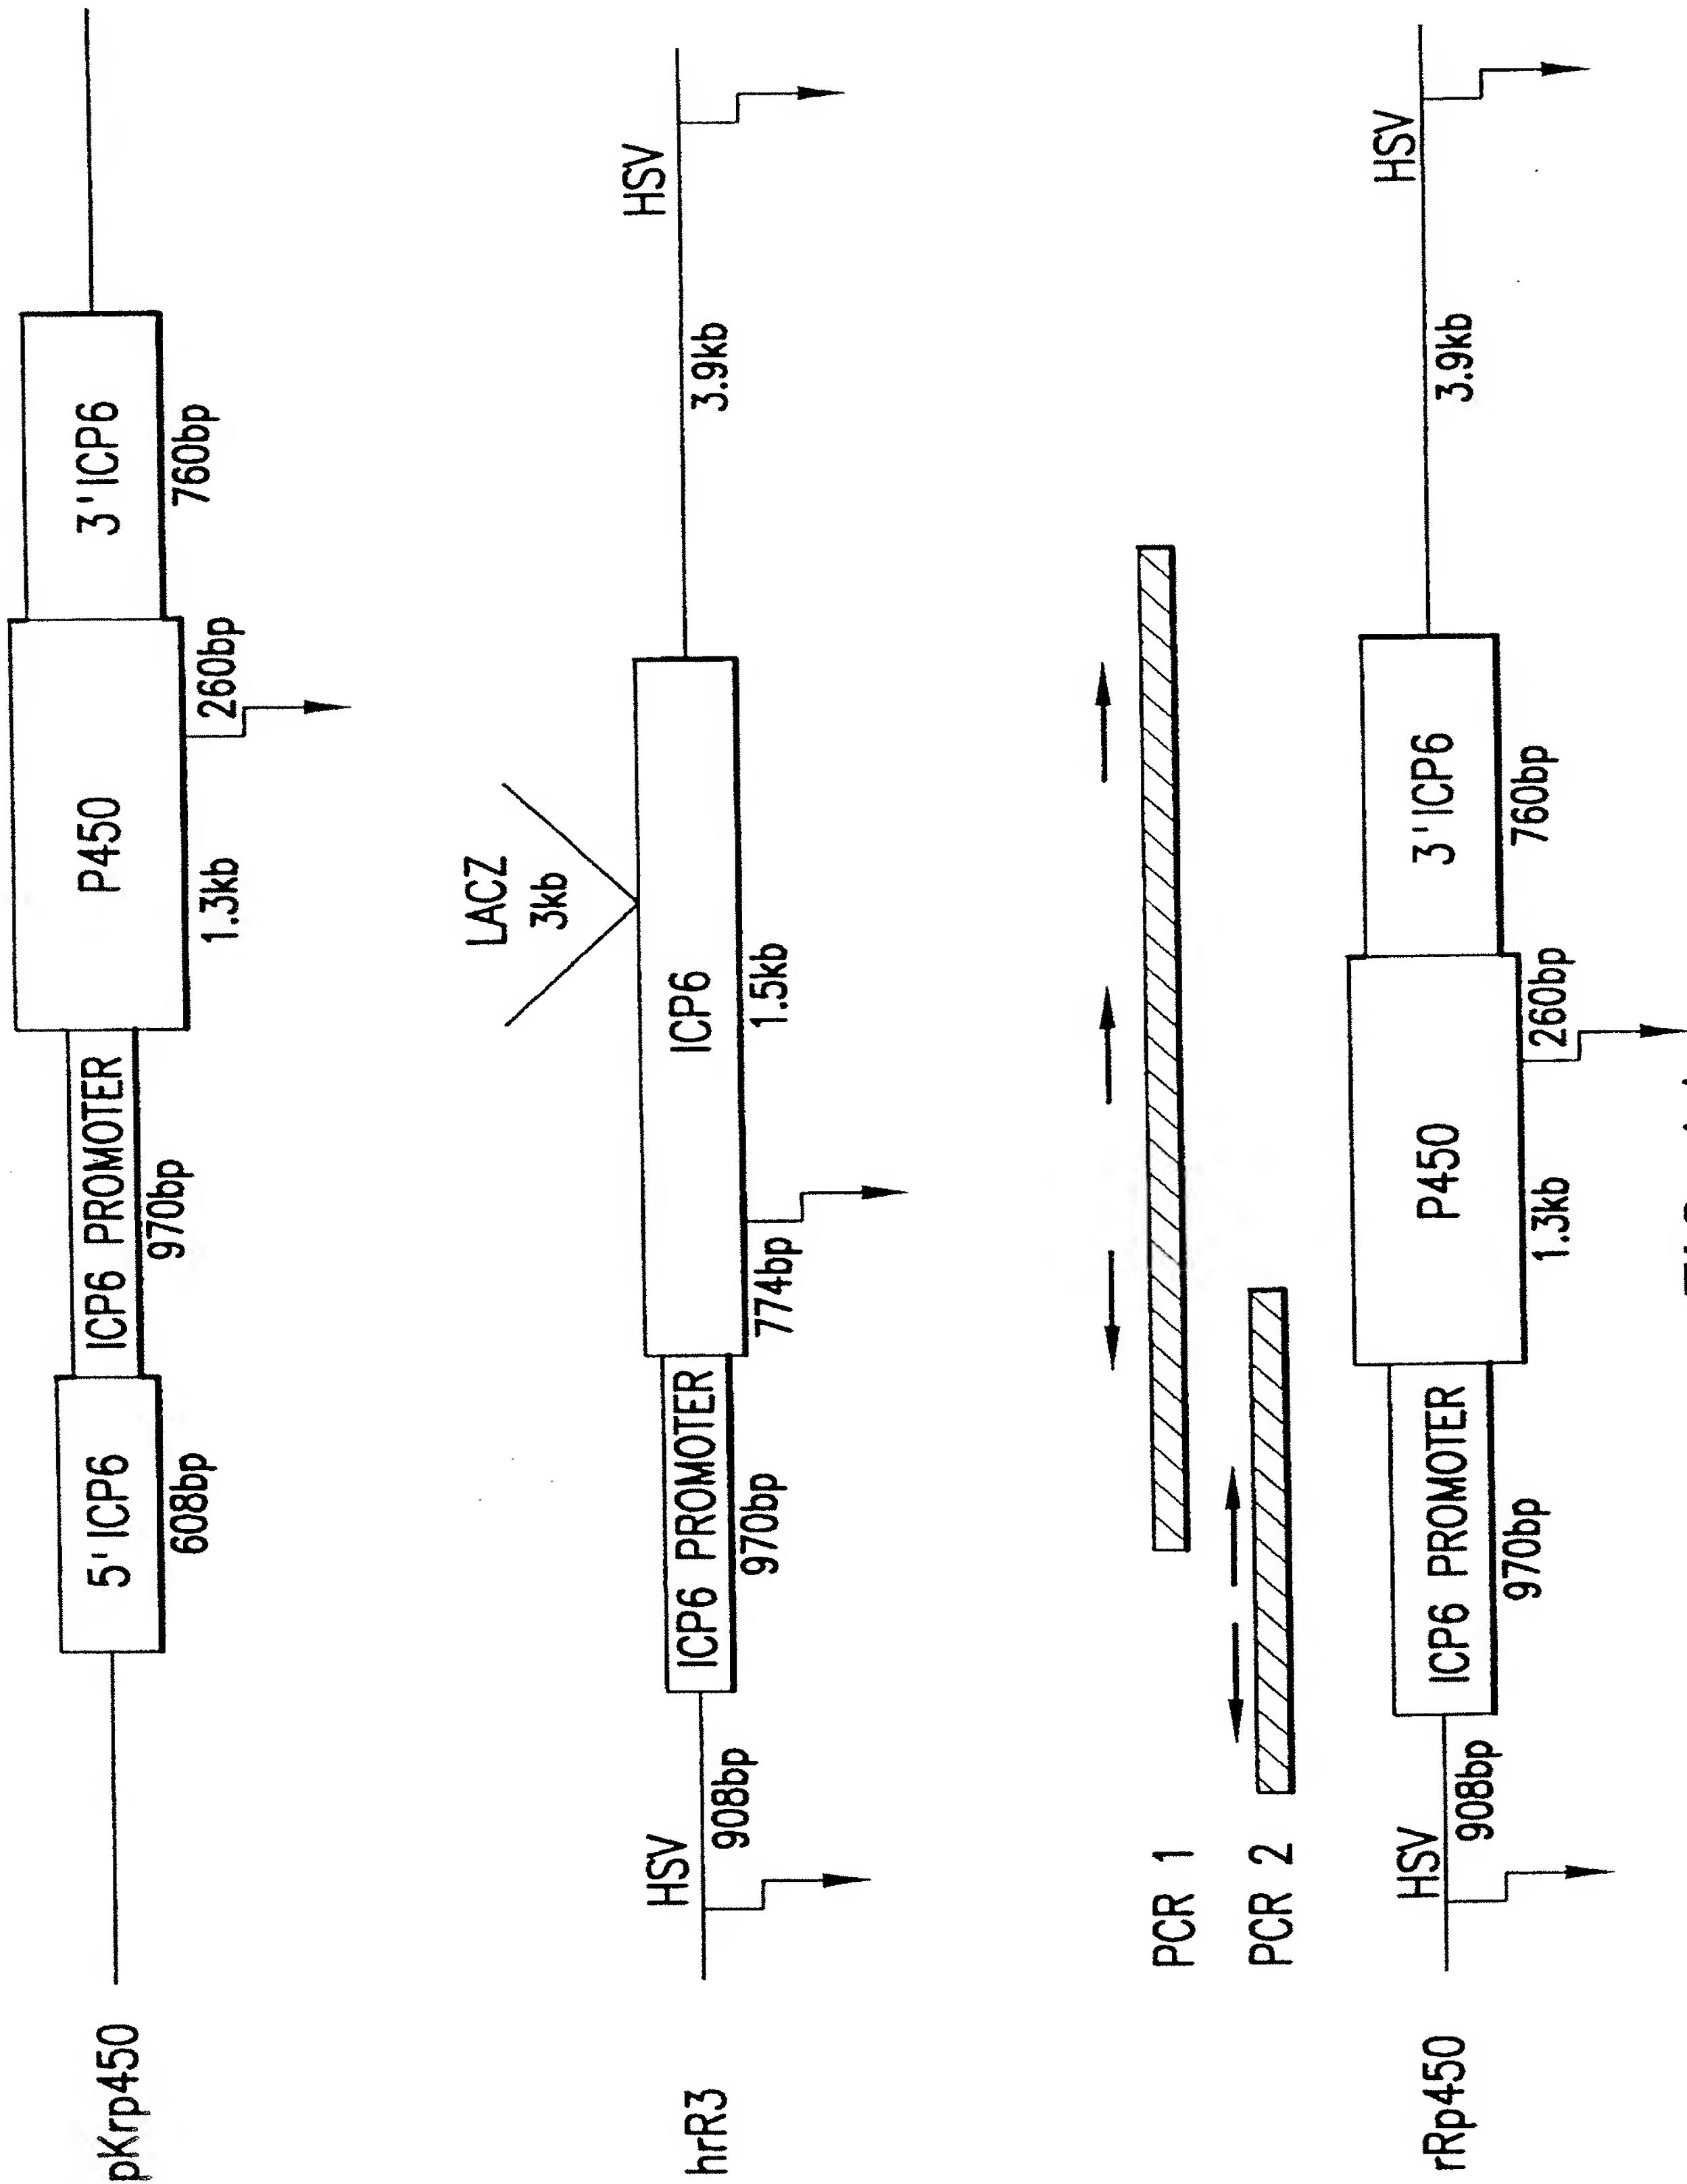 pKrp450
5'ICP6
608bp
ICP6 PROMOTER
970bp
P450
1.3kb
260bp
3'ICP6
760bp
hrR3
HSV
908bp
ICP6 PROMOTER
970bp
774bp
ICP6
1.5kb
LACZ
3kb
3.9kb
HSV
PCR 1
PCR 2
rRp450
HSV
908bp
ICP6 PROMOTER
970bp
P450
1.3kb
260bp
3'ICP6
760bp
3.9kb
HSV